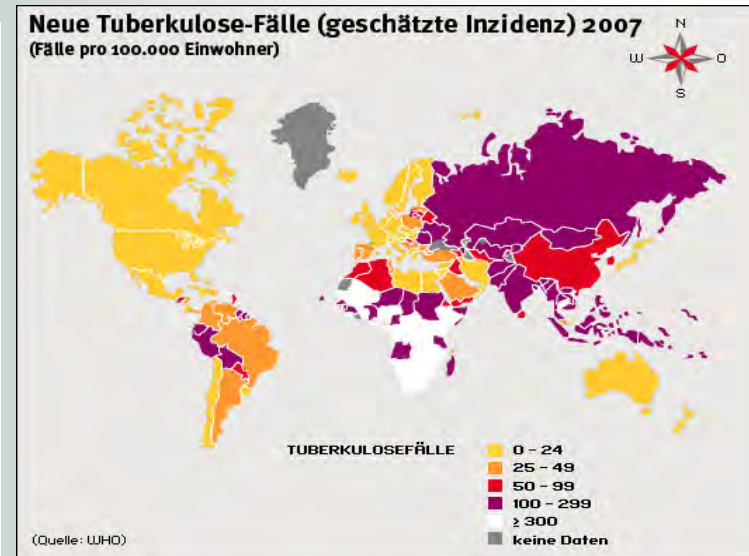 Neue Tuberkulose-Fälle (geschätzte Inzidenz) 2007
(Fälle pro 100.000 Einwohner)
N
W O
S
TUBERKULOSEFÄLLE
0 – 24
25 – 49
50 – 99
100 – 299
≥ 300
keine Daten
(Quelle: WHO)